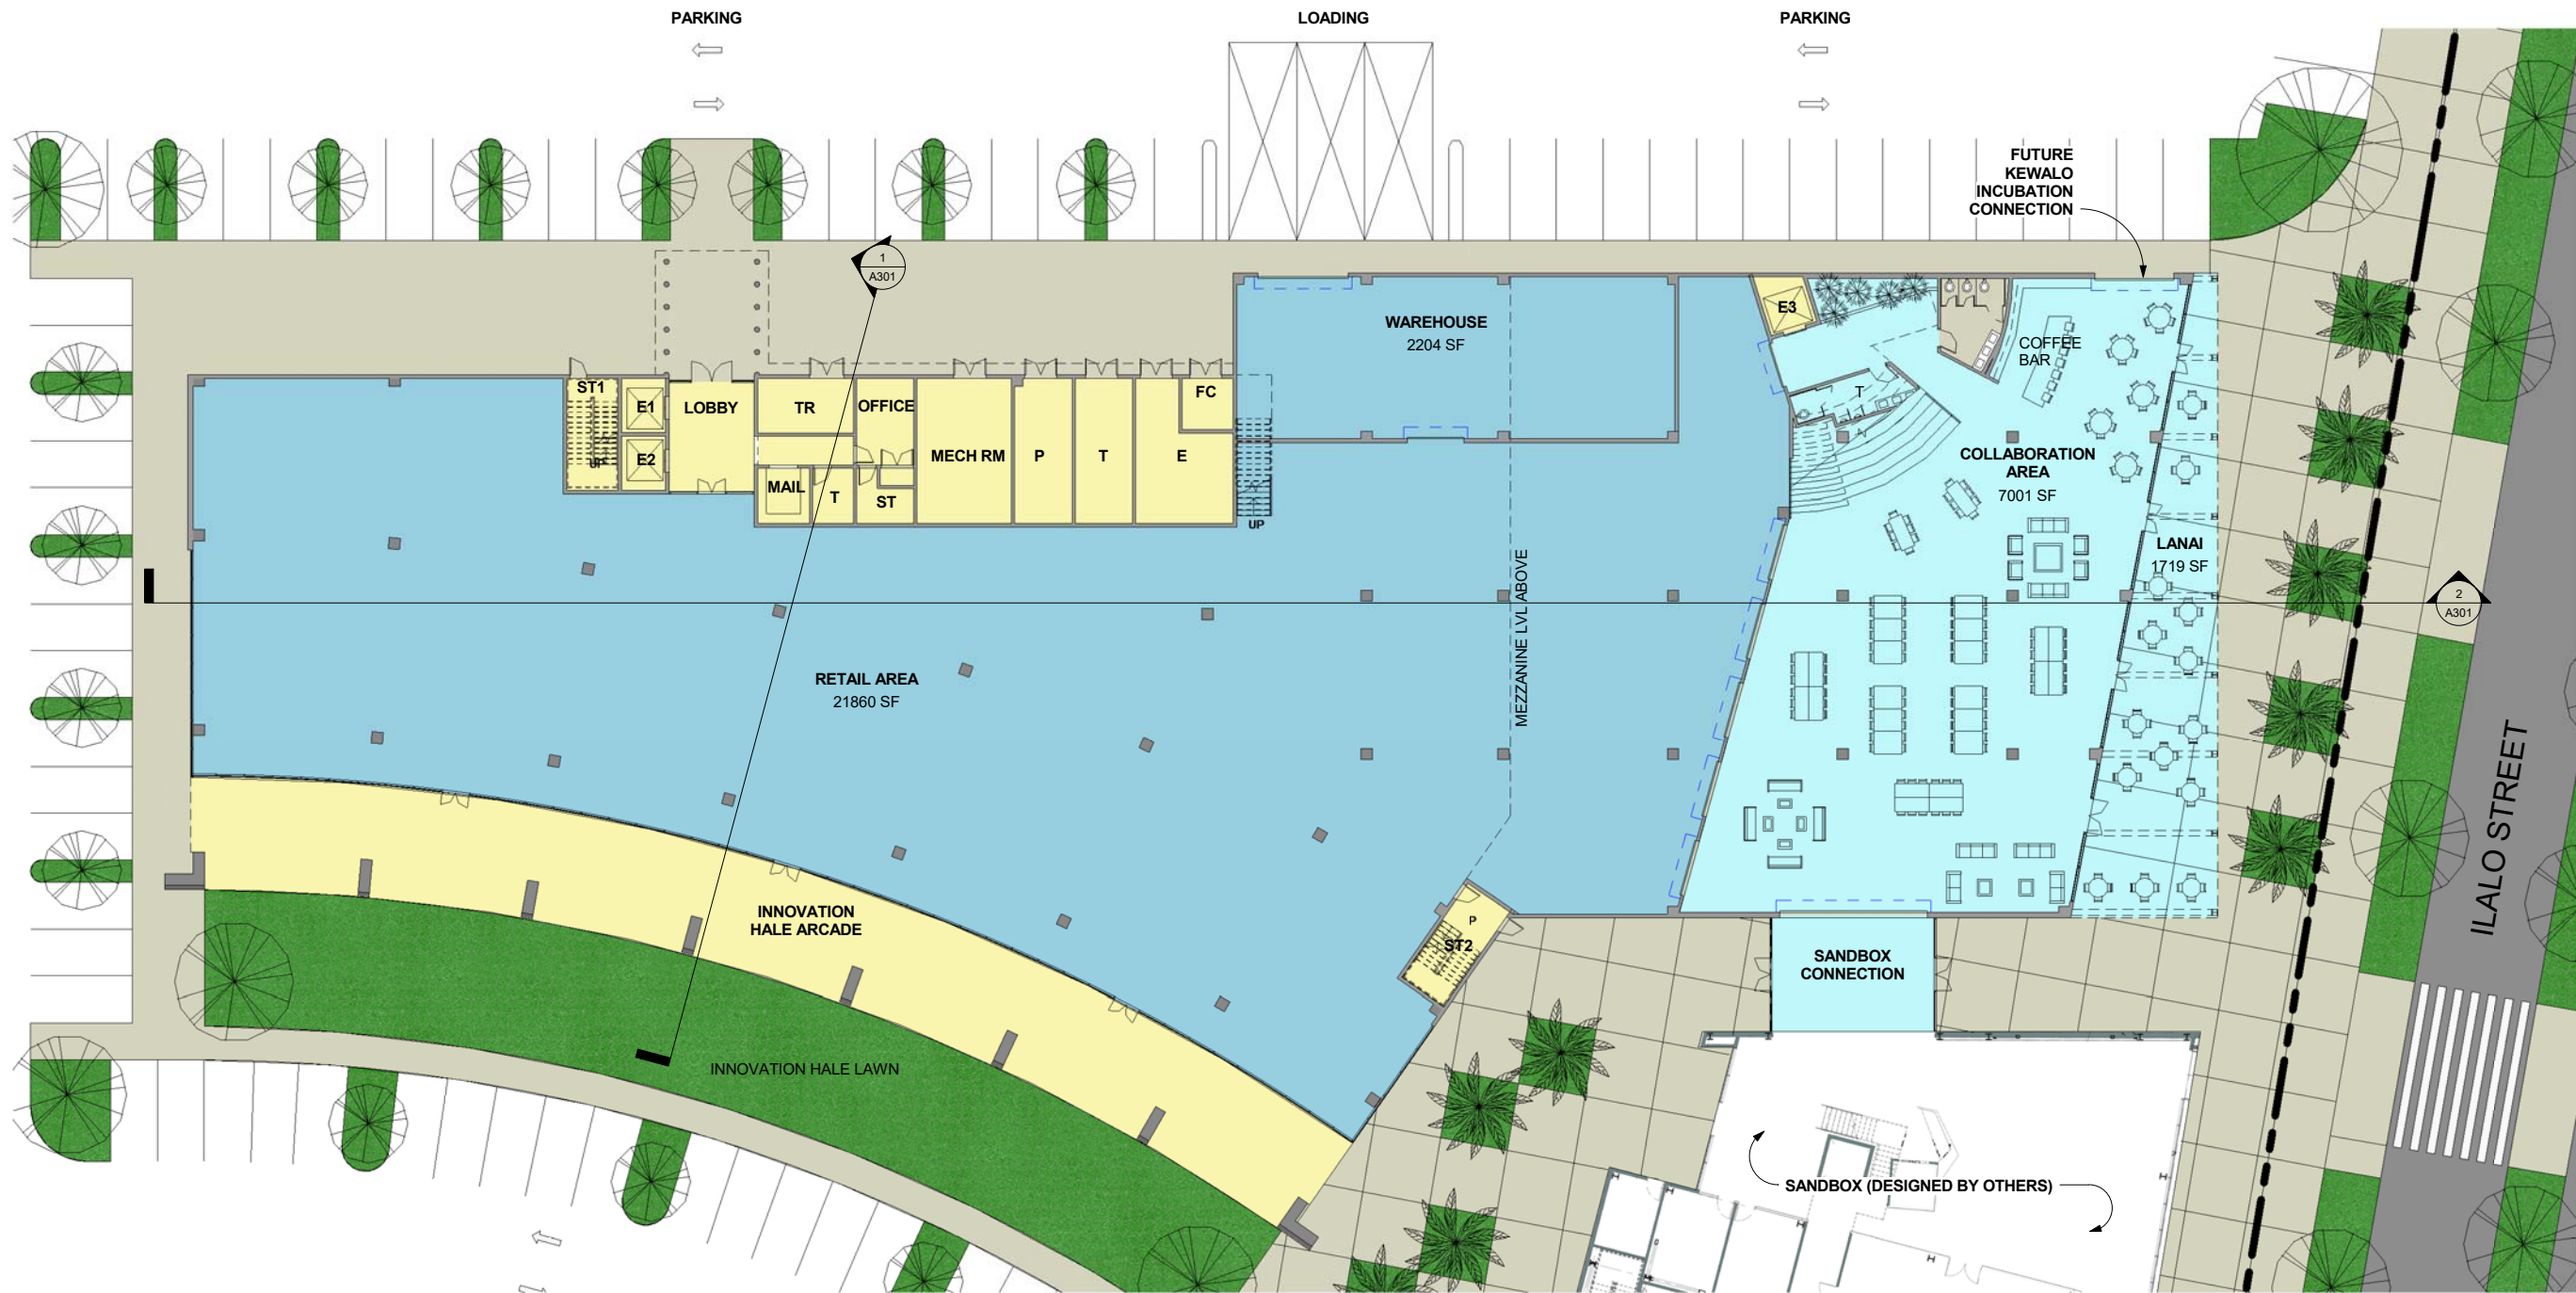 PARKING
LOADING
PARKING
FUTURE
KEWALO
INCUBATION
CONNECTION
1
A301
WAREHOUSE
2204 SF
E3
COFFEE
BAR
ST1
UP
E1
E2
LOBBY
TR
OFFICE
MECH RM
P
T
E
FC
MAIL
T
ST
UP
T
COLLABORATION
AREA
7001 SF
LANAI
1719 SF
MEZZANINE LVL ABOVE
2
A301
RETAIL AREA
21860 SF
ILALO STREET
INNOVATION
HALE ARCADE
P
ST2
SANDBOX
CONNECTION
INNOVATION HALE LAWN
SANDBOX (DESIGNED BY OTHERS)